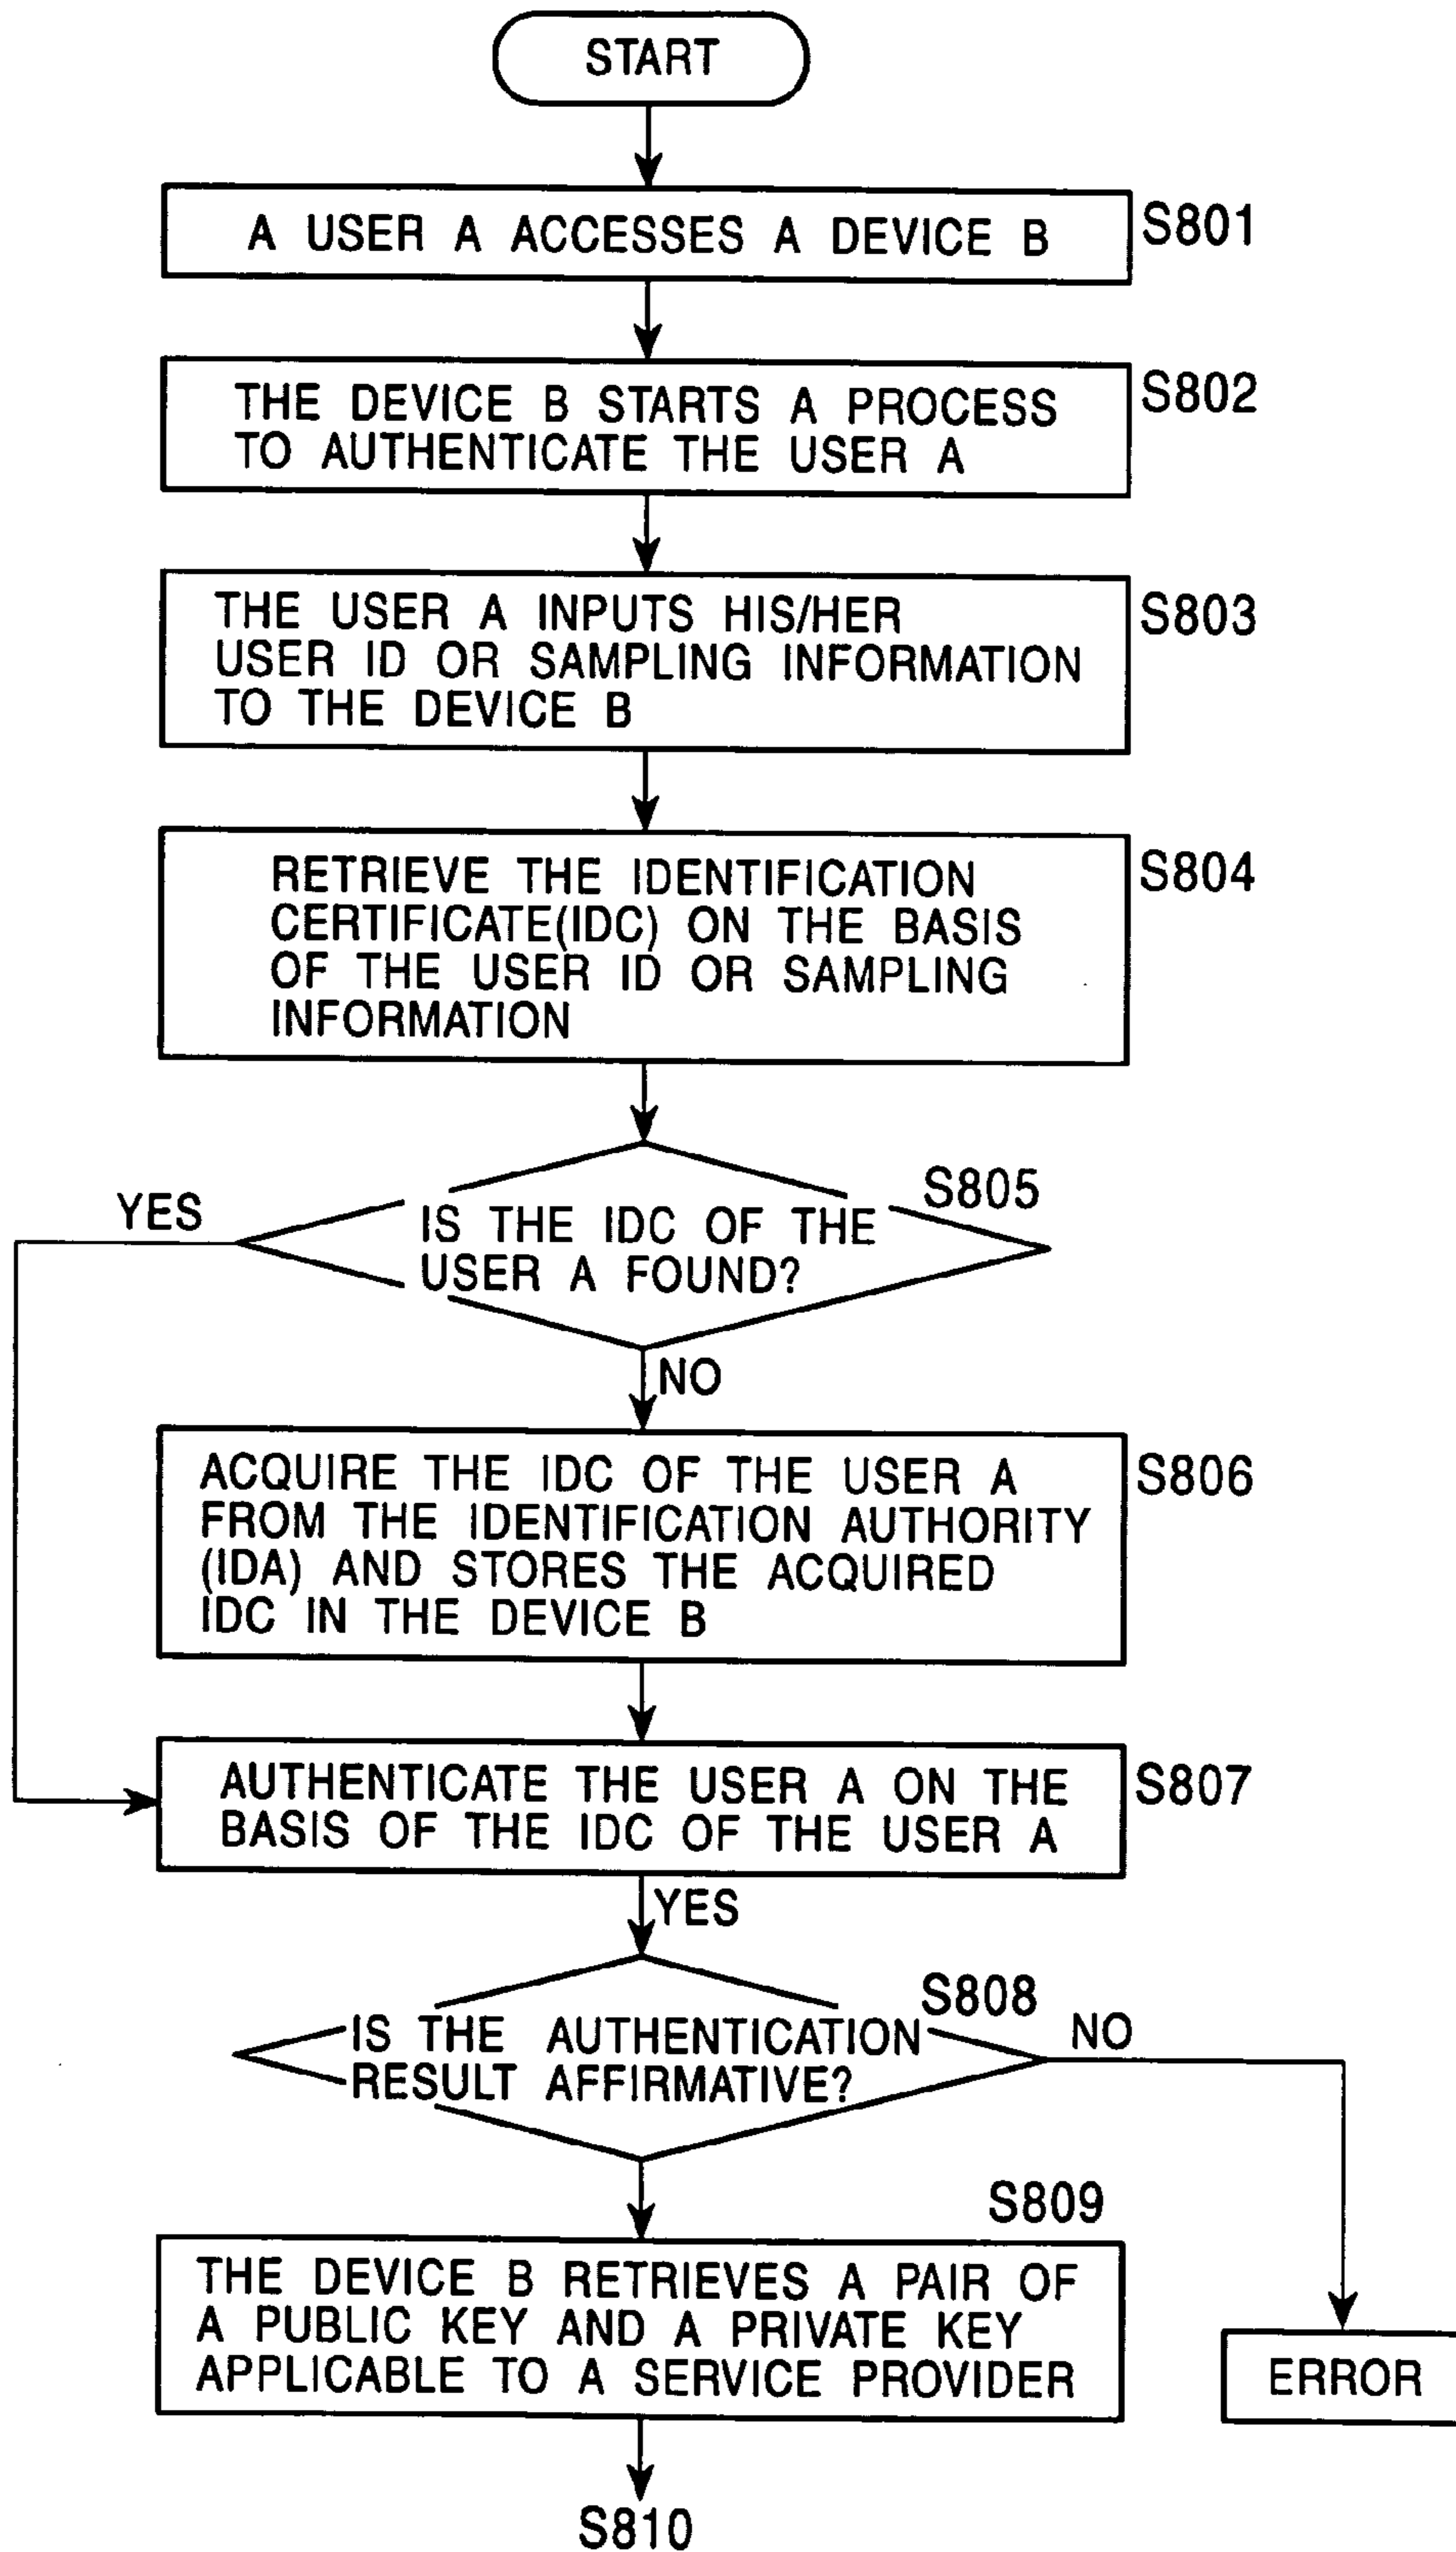 START
A USER A ACCESSES A DEVICE B
S801
THE DEVICE B STARTS A PROCESS
TO AUTHENTICATE THE USER A
S802
THE USER A INPUTS HIS/HER
USER ID OR SAMPLING INFORMATION
TO THE DEVICE B
S803
RETRIEVE THE IDENTIFICATION
CERTIFICATE(IDC) ON THE BASIS
OF THE USER ID OR SAMPLING
INFORMATION
S804
S805
YES
IS THE IDC OF THE
USER A FOUND?
NO
ACQUIRE THE IDC OF THE USER A
FROM THE IDENTIFICATION AUTHORITY
(IDA) AND STORES THE ACQUIRED
IDC IN THE DEVICE B
S806
AUTHENTICATE THE USER A ON THE
BASIS OF THE IDC OF THE USER A
S807
YES
S808
IS THE AUTHENTICATION
RESULT AFFIRMATIVE?
NO
S809
THE DEVICE B RETRIEVES A PAIR OF
A PUBLIC KEY AND A PRIVATE KEY
APPLICABLE TO A SERVICE PROVIDER
ERROR
S810